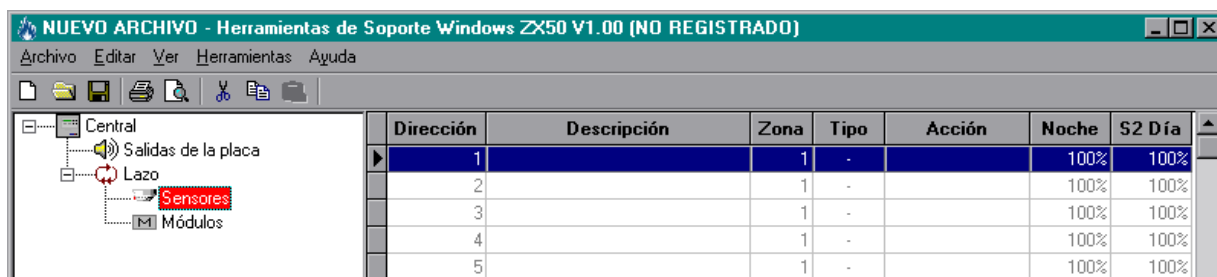 NUEVO ARCHIVO - Herramientas de Soporte Windows ZX50 V1.00 (NO REGISTRADO)
Archivo Editar Ver Herramientas Ayuda
Central
Salidas de la placa
Lazo
Sensores
M Módulos
Dirección Descripción Zona Tipo Acción Noche S2 Día
1 1 - 100% 100%
2 1 - 100% 100%
3 1 - 100% 100%
4 1 - 100% 100%
5 1 - 100% 100%